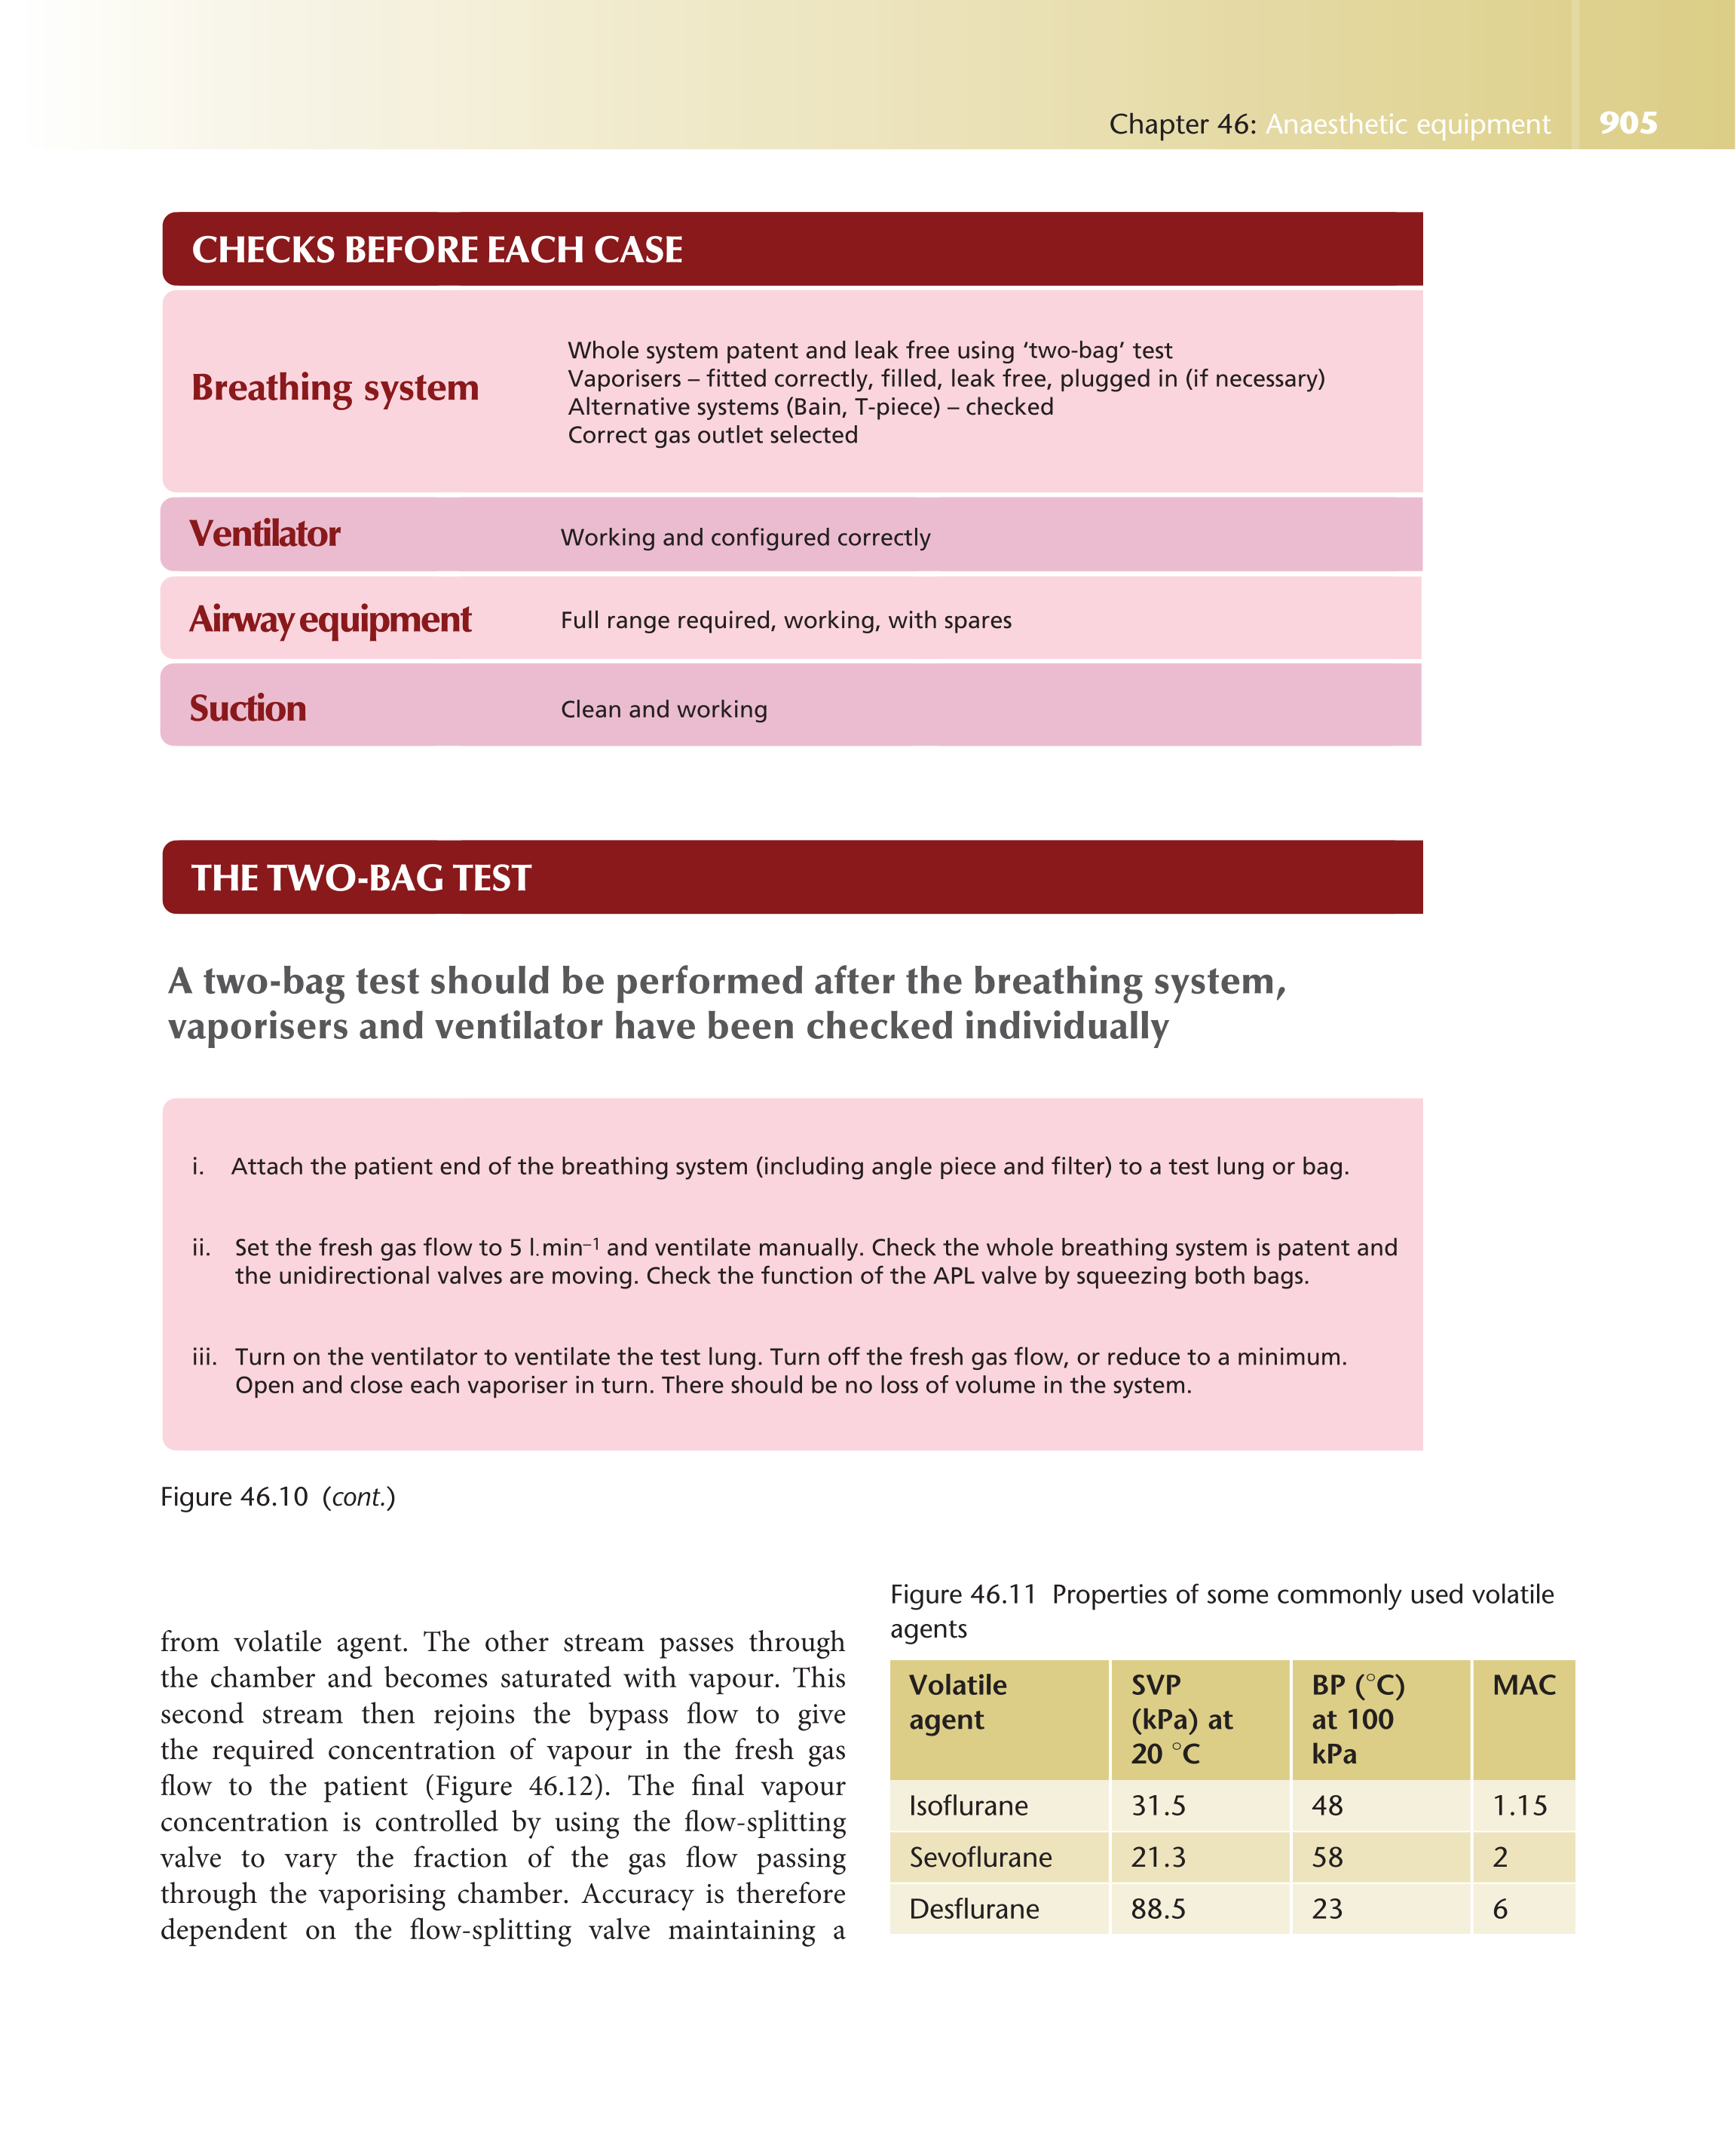 Chapter 46: Anaesthetic equipment 905
CHECKS BEFORE EACH CASE
Breathing system
Whole system patent and leak free using ‘two-bag’ test
Vaporisers – fitted correctly, filled, leak free, plugged in (if necessary)
Alternative systems (Bain, T-piece) – checked
Correct gas outlet selected
Ventilator Working and configured correctly
Airway equipment Full range required, working, with spares
Suction Clean and working
THE TWO-BAG TEST
A two-bag test should be performed after the breathing system,
vaporisers and ventilator have been checked individually
i. Attach the patient end of the breathing system (including angle piece and filter) to a test lung or bag.
ii. Set the fresh gas flow to 5 l.min⁻¹ and ventilate manually. Check the whole breathing system is patent and
the unidirectional valves are moving. Check the function of the APL valve by squeezing both bags.
iii. Turn on the ventilator to ventilate the test lung. Turn off the fresh gas flow, or reduce to a minimum.
Open and close each vaporiser in turn. There should be no loss of volume in the system.
Figure 46.10 (cont.)
from volatile agent. The other stream passes through
the chamber and becomes saturated with vapour. This
second stream then rejoins the bypass flow to give
the required concentration of vapour in the fresh gas
flow to the patient (Figure 46.12). The final vapour
concentration is controlled by using the flow-splitting
valve to vary the fraction of the gas flow passing
through the vaporising chamber. Accuracy is therefore
dependent on the flow-splitting valve maintaining a
Figure 46.11 Properties of some commonly used volatile
agents
Volatile SVP BP (°C) MAC
agent (kPa) at at 100
20 °C kPa
Isoflurane 31.5 48 1.15
Sevoflurane 21.3 58 2
Desflurane 88.5 23 6